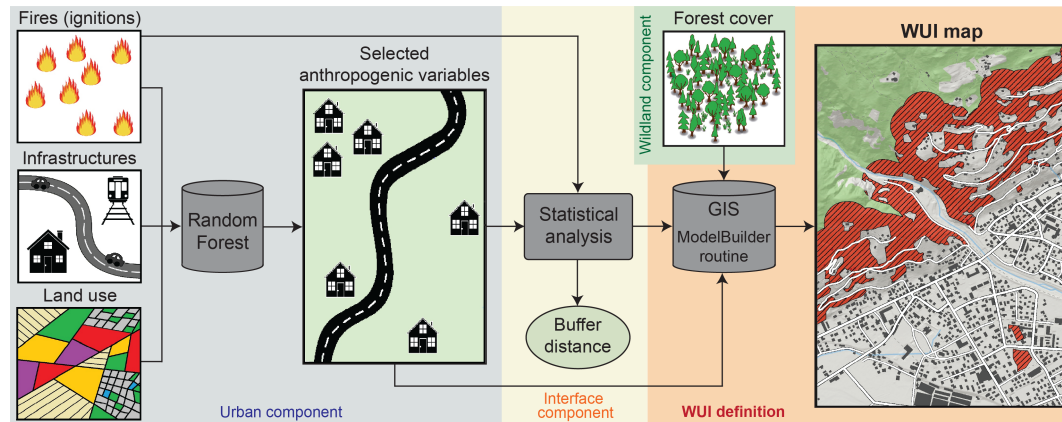 Fires (ignitions)
Infrastructures
Land use
Random
Forest
Selected
anthropogenic variables
Urban component
Statistical
analysis
Buffer
distance
Interface
component
Wildland component
Forest cover
GIS
ModelBuilder
routine
WUI definition
WUI map